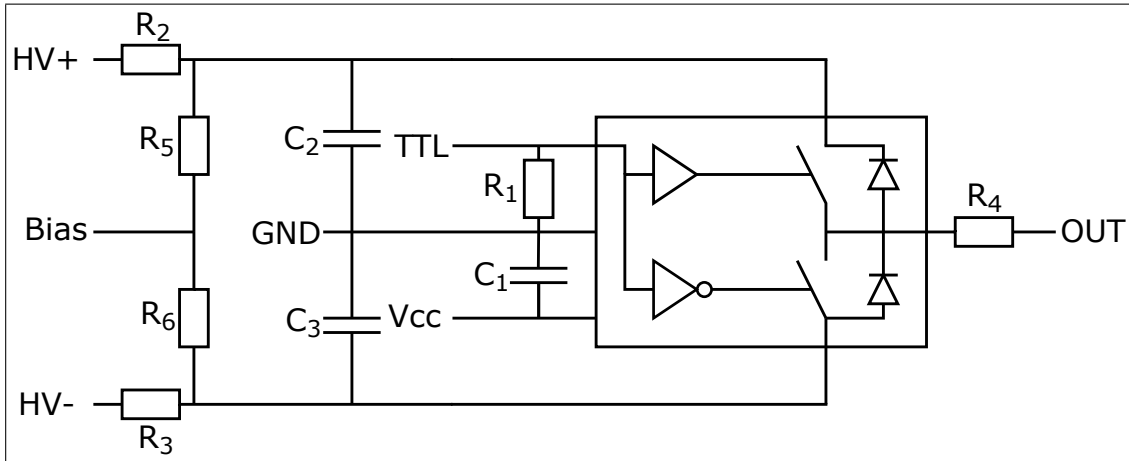 R2
HV+
R5
C2
TTL
R1
R4
Bias
GND
OUT
C1
R6
C3
Vcc
HV-
R3